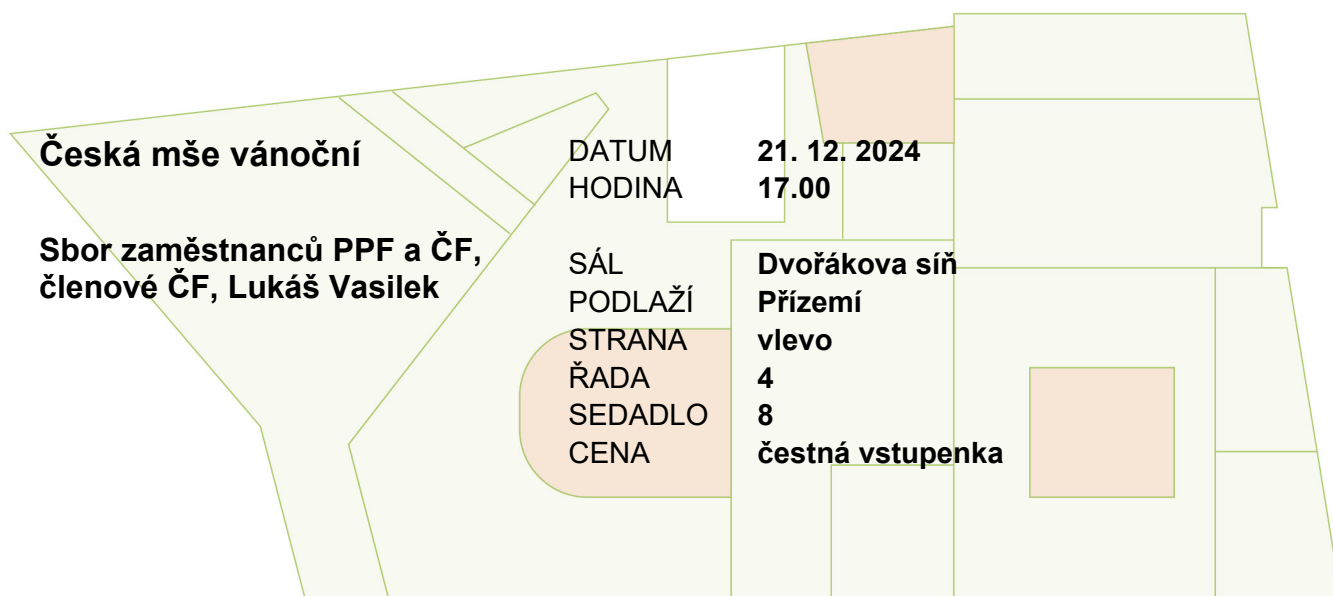 Česká mše vánoční
Sbor zaměstnanců PPF a ČF,
členové ČF, Lukáš Vasilek
DATUM 21. 12. 2024
HODINA 17.00
SÁL Dvořákova síň
PODLAŽÍ Přízemí
STRANA vlevo
ŘADA 4
SEDADLO 8
CENA čestná vstupenka